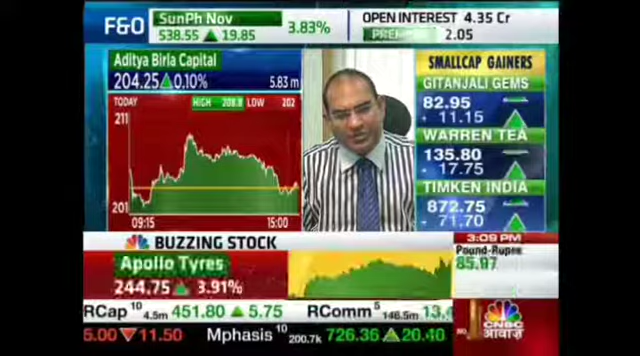 F&O
SunPh Nov
538.55 19.85
3.83%
OPEN INTEREST 4.35 Cr
2.05
Aditya Birla Capital
204.25 0.10% 5.83 m
TODAY HIGH 208.8 LOW 202
211
201
09:15 15:00
SMALLCAP GAINERS
GITANJALI GEMS
82.95
+ 11.15
WARREN TEA
135.80
+ 17.75
TIMKEN INDIA
872.75
+ 71.70
BUZZING STOCK
Apollo Tyres
244.75 3.91%
3:09 PM
Pound-Rupee
RCap 10 4.5m 451.80 5.75 RComm 5 146.5m
5.00 11.50 Mphasis 10 200.7k 726.36 20.40
CNBC
आवाज़